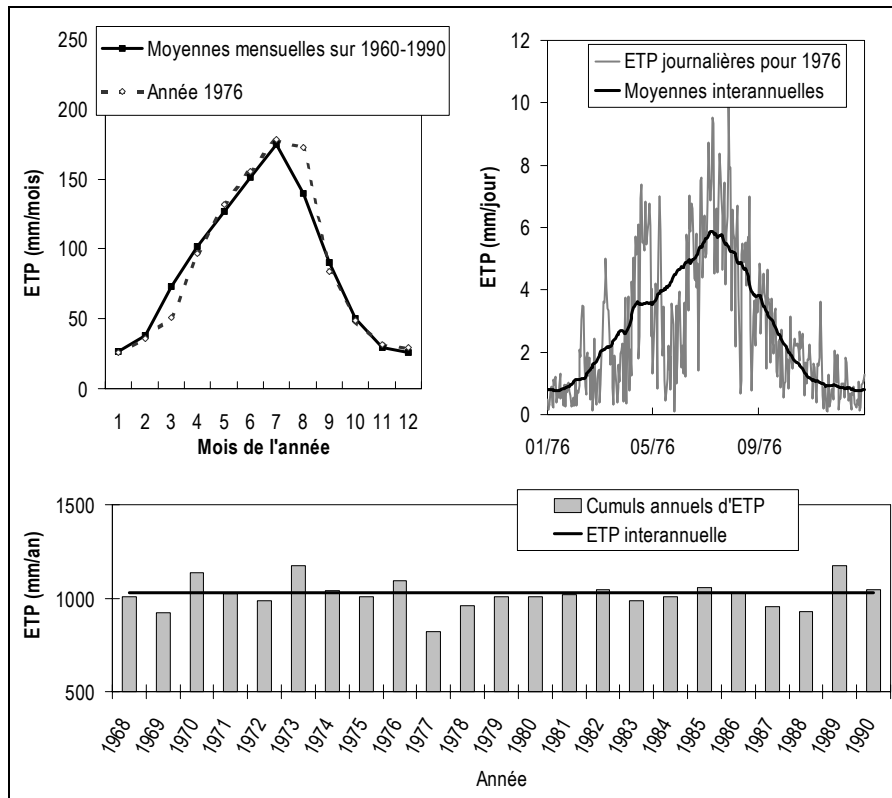 250
200
150
100
50
0
ETP (mm/mois)
Moyennes mensuelles sur 1960-1990
Année 1976
1 2 3 4 5 6 7 8 9 10 11 12
Mois de l'année
12
10
8
6
4
2
0
ETP (mm/jour)
ETP journalières pour 1976
Moyennes interannuelles
01/76 05/76 09/76
1500
1000
500
ETP (mm/an)
Cumuls annuels d'ETP
ETP interannuelle
1968 1969 1970 1971 1972 1973 1974 1975 1976 1977 1978 1979 1980 1981 1982 1983 1984 1985 1986 1987 1988 1989 1990
Année